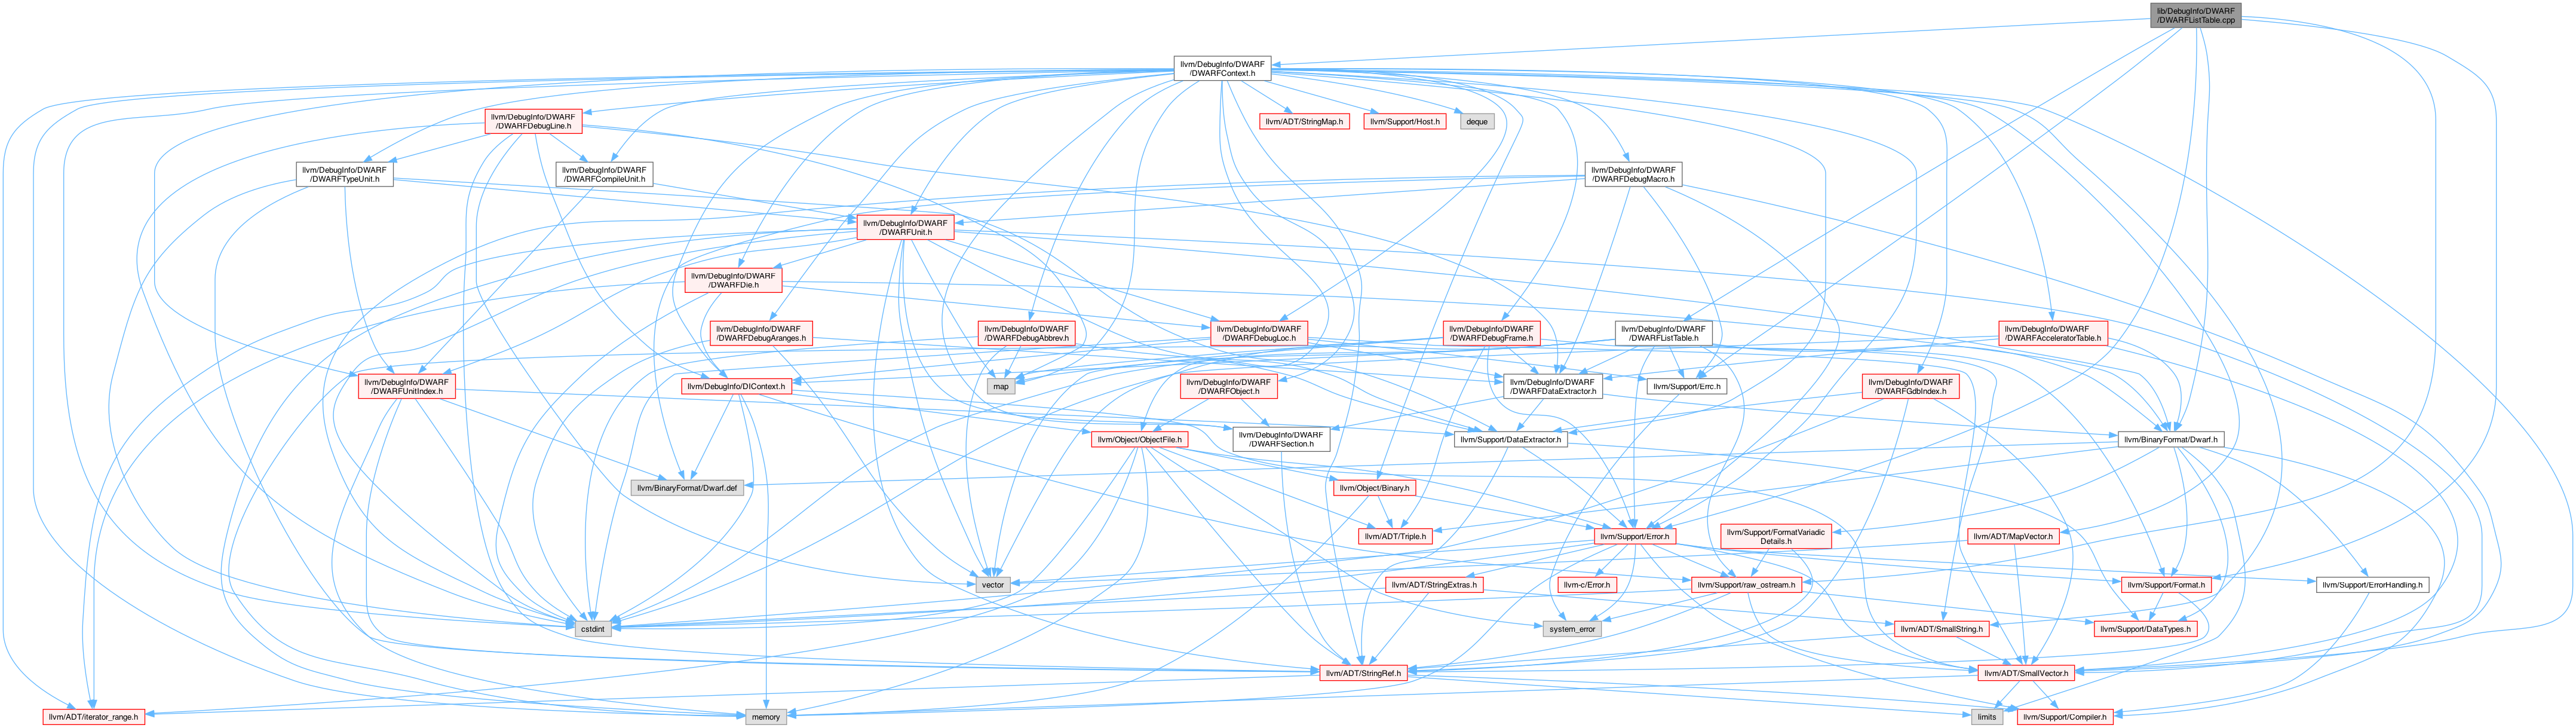 lib/DebugInfo/DWARF
/DWARFListTable.cpp
llvm/DebugInfo/DWARF
/DWARFContext.h
llvm/DebugInfo/DWARF
/DWARFDebugLine.h
llvm/ADT/StringMap.h
llvm/Support/Host.h
deque
llvm/DebugInfo/DWARF
/DWARFTypeUnit.h
llvm/DebugInfo/DWARF
/DWARFCompileUnit.h
llvm/DebugInfo/DWARF
/DWARFDebugMacro.h
llvm/DebugInfo/DWARF
/DWARFUnit.h
llvm/DebugInfo/DWARF
/DWARFDie.h
llvm/DebugInfo/DWARF
/DWARFDebugAranges.h
llvm/DebugInfo/DWARF
/DWARFDebugAbbrev.h
llvm/DebugInfo/DWARF
/DWARFDebugLoc.h
llvm/DebugInfo/DWARF
/DWARFDebugFrame.h
llvm/DebugInfo/DWARF
/DWARFListTable.h
llvm/DebugInfo/DWARF
/DWARFAcceleratorTable.h
llvm/DebugInfo/DWARF
/DWARFUnitIndex.h
llvm/DebugInfo/DIContext.h
map
llvm/DebugInfo/DWARF
/DWARFObject.h
llvm/DebugInfo/DWARF
/DWARFDataExtractor.h
llvm/Support/Errc.h
llvm/DebugInfo/DWARF
/DWARFGdbIndex.h
llvm/Object/ObjectFile.h
llvm/DebugInfo/DWARF
/DWARFSection.h
llvm/Support/DataExtractor.h
llvm/BinaryFormat/Dwarf.h
llvm/BinaryFormat/Dwarf.def
llvm/Object/Binary.h
llvm/ADT/Triple.h
llvm/Support/Error.h
llvm/Support/FormatVariadic
Details.h
llvm/ADT/MapVector.h
vector
llvm/ADT/StringExtras.h
llvm-c/Error.h
llvm/Support/raw_ostream.h
llvm/Support/Format.h
llvm/Support/ErrorHandling.h
cstdint
system_error
llvm/ADT/SmallString.h
llvm/Support/DataTypes.h
llvm/ADT/StringRef.h
llvm/ADT/SmallVector.h
llvm/ADT/iterator_range.h
memory
limits
llvm/Support/Compiler.h